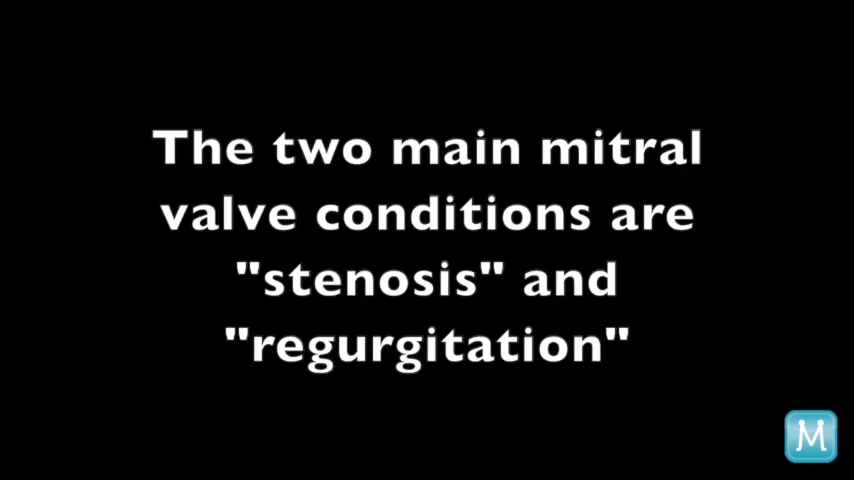 The two main mitral
valve conditions are
"stenosis" and
"regurgitation"
M